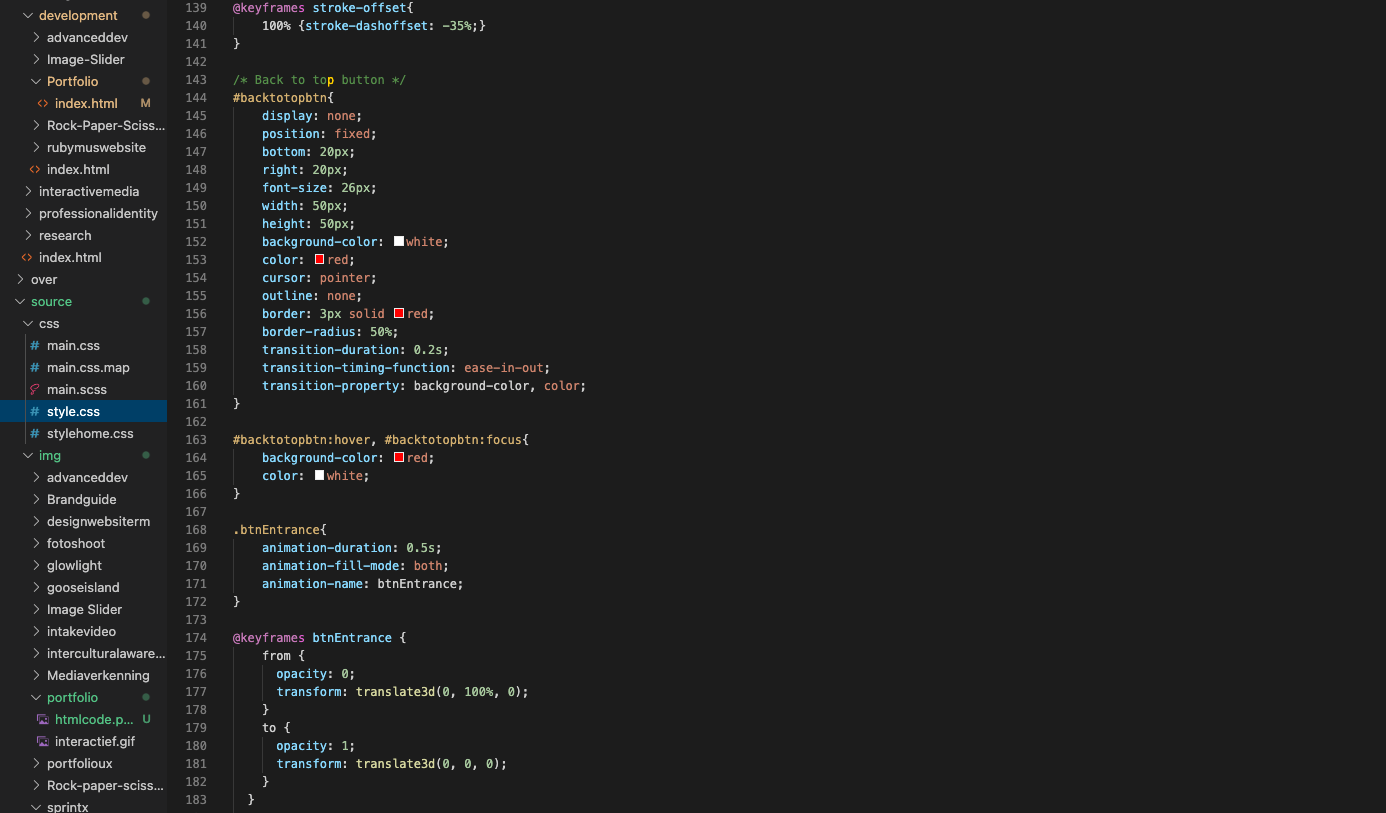 development
advanceddev
Image-Slider
Portfolio
index.html M
Rock-Paper-Sciss...
rubymuswebsite
index.html
interactivemedia
professionalidentity
research
index.html
over
source
css
main.css
main.css.map
main.scss
style.css
stylehome.css
img
advanceddev
Brandguide
designwebsiterm
fotoshoot
glowlight
gooseisland
Image Slider
intakevideo
interculturalaware...
Mediaverkenning
portfolio
htmlcode.p... U
interactief.gif
portfolioux
Rock-paper-sciss...
sprintx
139 @keyframes stroke-offset{
140 100% {stroke-dashoffset: -35%;}
141 }
142
143 /* Back to top button */
144 #backtotopbtn{
145 display: none;
146 position: fixed;
147 bottom: 20px;
148 right: 20px;
149 font-size: 26px;
150 width: 50px;
151 height: 50px;
152 background-color: white;
153 color: red;
154 cursor: pointer;
155 outline: none;
156 border: 3px solid red;
157 border-radius: 50%;
158 transition-duration: 0.2s;
159 transition-timing-function: ease-in-out;
160 transition-property: background-color, color;
161 }
162
163 #backtotopbtn:hover, #backtotopbtn:focus{
164 background-color: red;
165 color: white;
166 }
167
168 .btnEntrance{
169 animation-duration: 0.5s;
170 animation-fill-mode: both;
171 animation-name: btnEntrance;
172 }
173
174 @keyframes btnEntrance {
175 from {
176 opacity: 0;
177 transform: translate3d(0, 100%, 0);
178 }
179 to {
180 opacity: 1;
181 transform: translate3d(0, 0, 0);
182 }
183 }